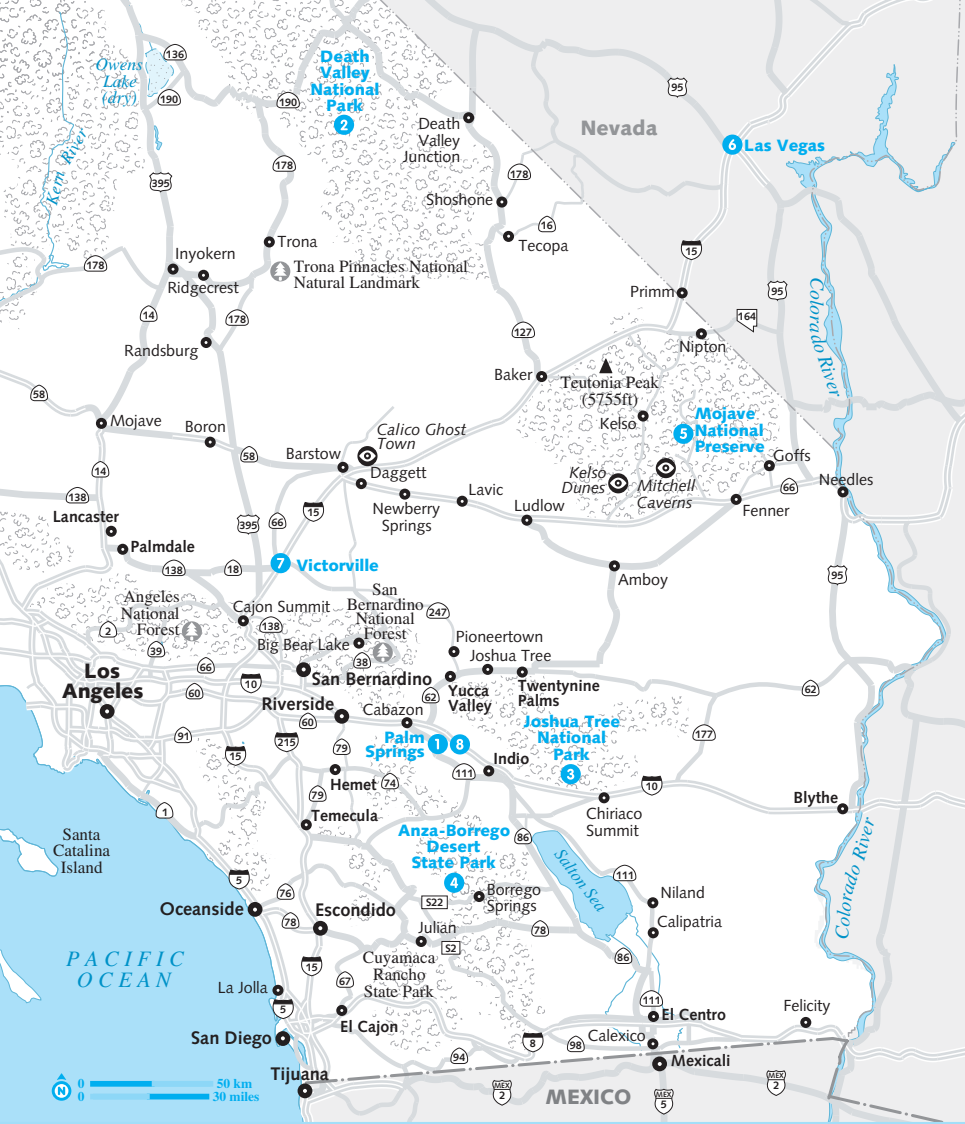 136
Owens
Lake
(dry)
190
190
Death
Valley
National
Park
2
95
Nevada
6 Las Vegas
Death
Valley
Junction
Kern River
395
178
178
Shoshone
16
Tecopa
15
Inyokern
Trona
178
Ridgecrest
Trona Pinnacles National
Natural Landmark
Primm
95
Colorado River
14
178
127
164
Randsburg
Nipton
Baker
Teutonia Peak
(5755ft)
58
Mojave
Boron
Calico Ghost
Town
Kelso
5
Mojave
National
Preserve
58
Barstow
Daggett
Goffs
14
Kelso
Dunes
Mitchell
Caverns
66
Needles
138
Lavic
Newberry
Springs
Ludlow
Fenner
Lancaster
395
66
15
Palmdale
138
18
7 Victorville
Amboy
95
Angeles
National
Forest
San
Bernardino
National
Forest
Cajon Summit
247
2
138
39
Big Bear Lake
Pioneertown
38
Joshua Tree
66
Los
Angeles
10
San Bernardino
60
Yucca
Valley
Twentynine
Palms
62
62
Riverside
Cabazon
60
91
Palm
Springs
1 8
Joshua Tree
National
Park
3
177
15
215
79
Indio
Hemet
74
111
10
79
Chiriaco
Summit
Blythe
1
Temecula
Santa
Catalina
Island
Anza-Borrego
Desert
State Park
4
86
Salton Sea
Colorado River
5
76
111
Niland
Oceanside
Escondido
S22
Borrego
Springs
78
Julian
78
Calipatria
S2
PACIFIC
OCEAN
15
Cuyamaca
Rancho
State Park
86
67
La Jolla
5
111
El Centro
Felicity
El Cajon
San Diego
8
98
Calexico
94
Mexicali
Tijuana
N
0 50 km
0 30 miles
MEX
2
MEXICO
MEX
5
MEX
2